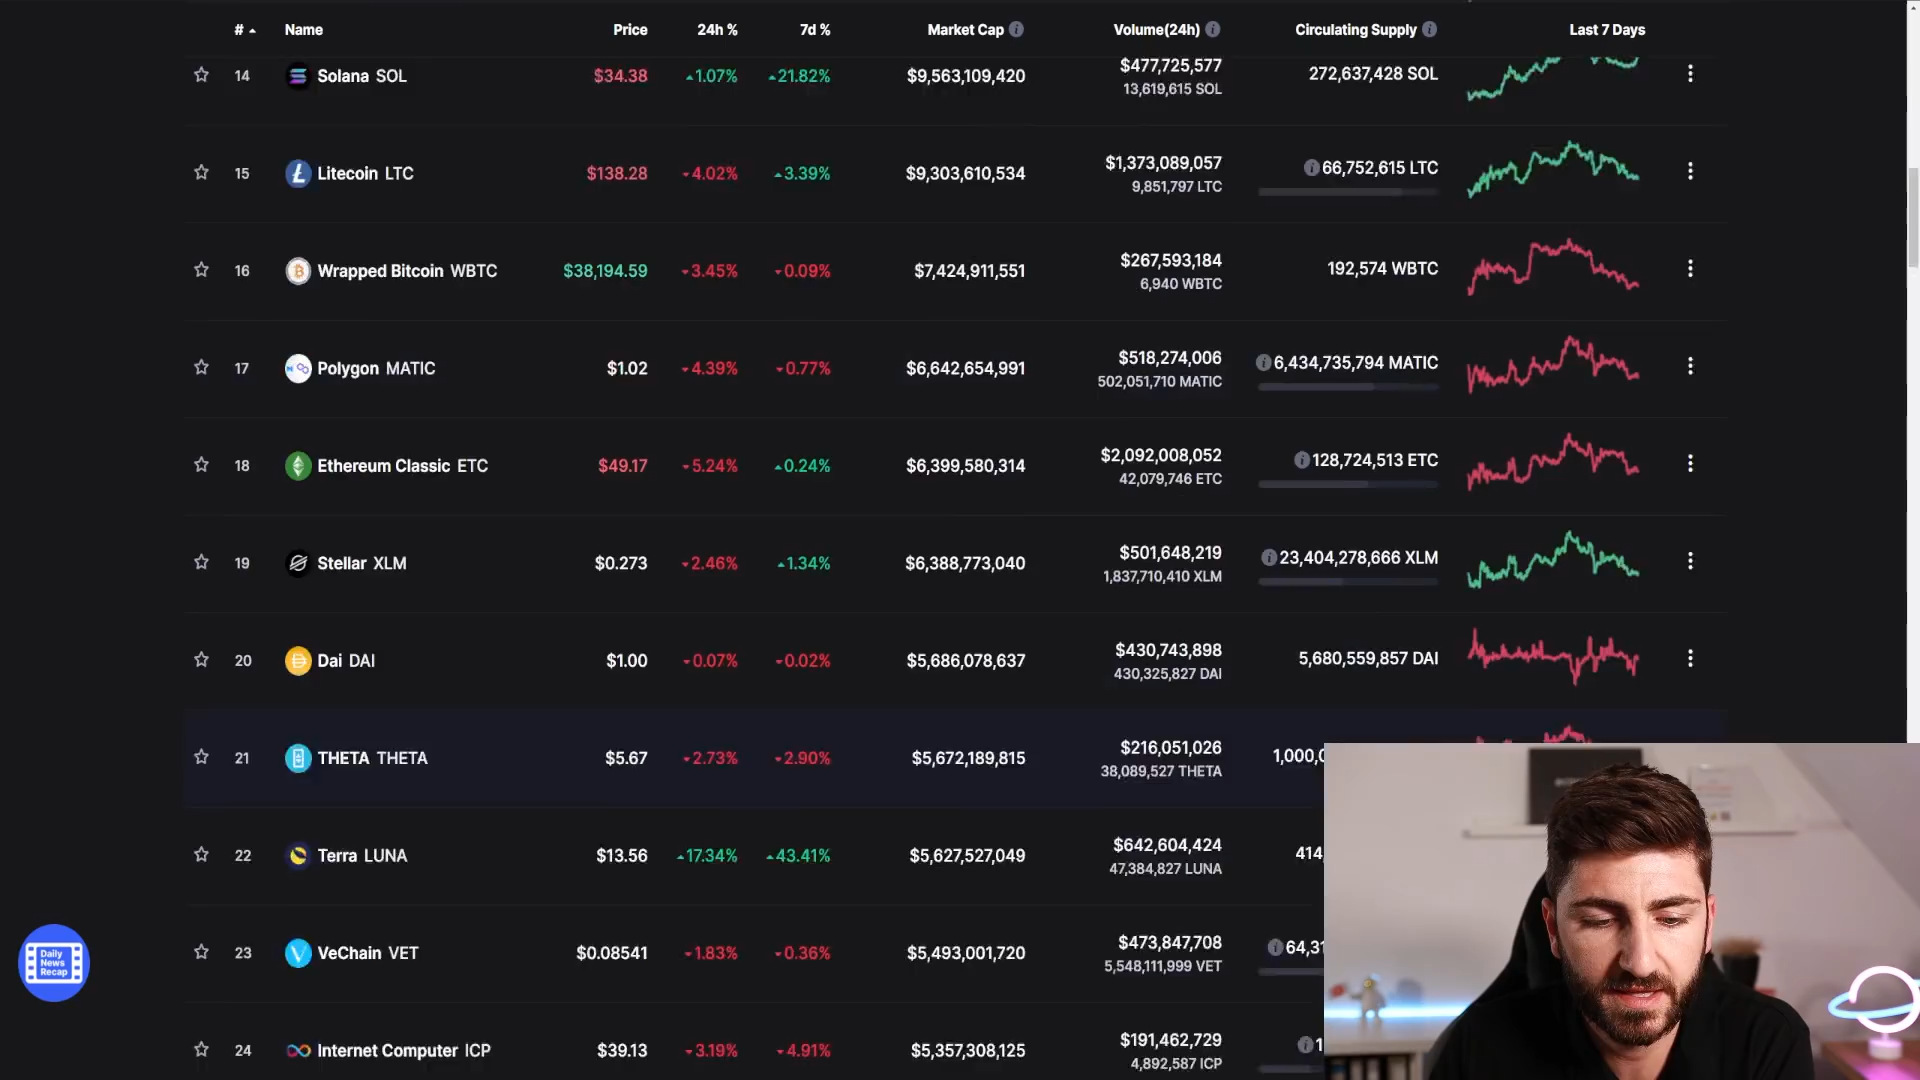 # Name Price 24h % 7d % Market Cap Volume(24h) Circulating Supply Last 7 Days
14 Solana SOL $34.38 1.07% 21.82% $9,563,109,420 $477,725,577 272,637,428 SOL
13,619,615 SOL
15 Litecoin LTC $138.28 4.02% 3.39% $9,303,610,534 $1,373,089,057 66,752,615 LTC
9,851,797 LTC
16 Wrapped Bitcoin WBTC $38,194.59 3.45% 0.09% $7,424,911,551 $267,593,184 192,574 WBTC
6,940 WBTC
17 Polygon MATIC $1.02 4.39% 0.77% $6,642,654,991 $518,274,006 6,434,735,794 MATIC
502,051,710 MATIC
18 Ethereum Classic ETC $49.17 5.24% 0.24% $6,399,580,314 $2,092,008,052 128,724,513 ETC
42,079,746 ETC
19 Stellar XLM $0.273 2.46% 1.34% $6,388,773,040 $501,648,219 23,404,278,666 XLM
1,837,710,410 XLM
20 Dai DAI $1.00 0.07% 0.02% $5,686,078,637 $430,743,898 5,680,559,857 DAI
430,325,827 DAI
21 THETA THETA $5.67 2.73% 2.90% $5,672,189,815 $216,051,026 1,000,0
38,089,527 THETA
22 Terra LUNA $13.56 17.34% 43.41% $5,627,527,049 $642,604,424 414,
47,384,827 LUNA
23 VeChain VET $0.08541 1.83% 0.36% $5,493,001,720 $473,847,708 64,31
5,548,111,999 VET
24 Internet Computer ICP $39.13 3.19% 4.91% $5,357,308,125 $191,462,729 1
4,892,587 ICP
Daily
News
Recap